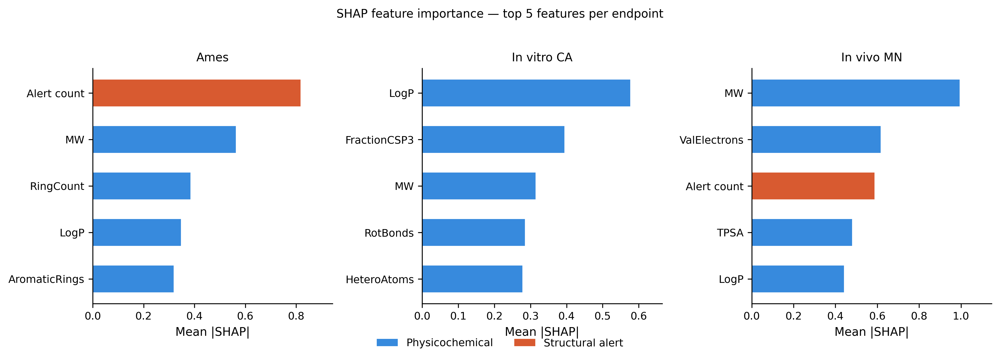 SHAP feature importance — top 5 features per endpoint
Ames
Alert count
MW
RingCount
LogP
AromaticRings
0.0 0.2 0.4 0.6 0.8
Mean |SHAP|
In vitro CA
LogP
FractionCSP3
MW
RotBonds
HeteroAtoms
0.0 0.1 0.2 0.3 0.4 0.5 0.6
Mean |SHAP|
In vivo MN
MW
ValElectrons
Alert count
TPSA
LogP
0.0 0.2 0.4 0.6 0.8 1.0
Mean |SHAP|
Physicochemical Structural alert